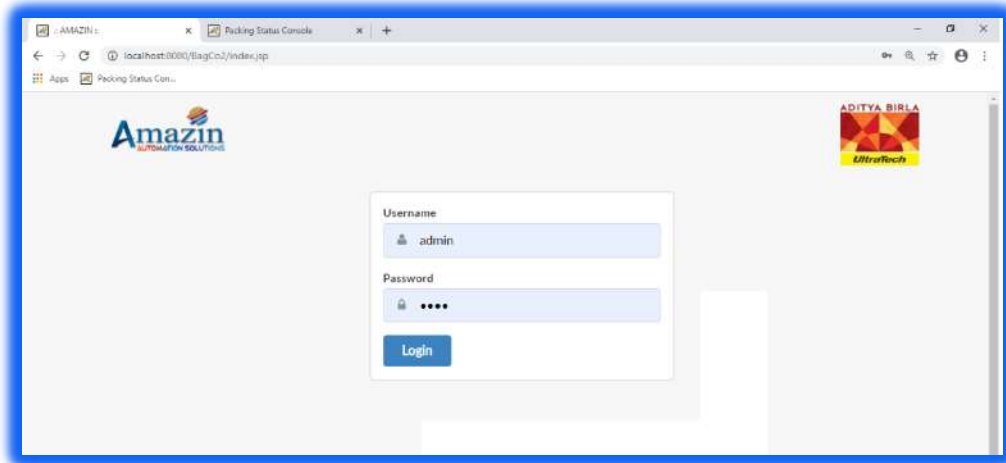 :: AMAZIN ::
Packing Status Console
localhost:8080/BagCo2/index.jsp
Apps
Packing Status Con...
Amazin
AUTOMATION SOLUTIONS
ADITYA BIRLA
UltraTech
Username
admin
Password
••••
Login